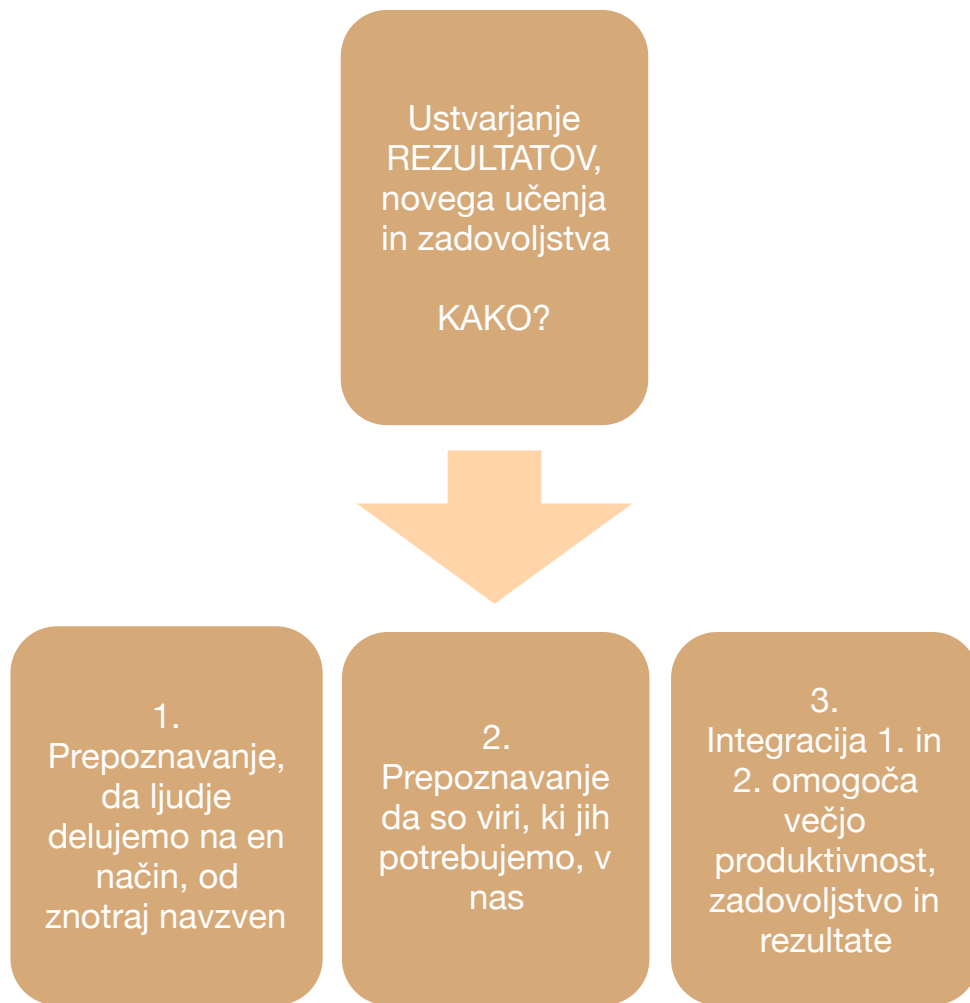 Ustvarjanje
REZULTATOV,
novega učenja
in zadovoljstva
KAKO?
1.
Prepoznavanje,
da ljudje
delujemo na en
način, od
znotraj navzven
2.
Prepoznavanje
da so viri, ki jih
potrebujemo, v
nas
3.
Integracija 1. in
2. omogoča
večjo
produktivnost,
zadovoljstvo in
rezultate